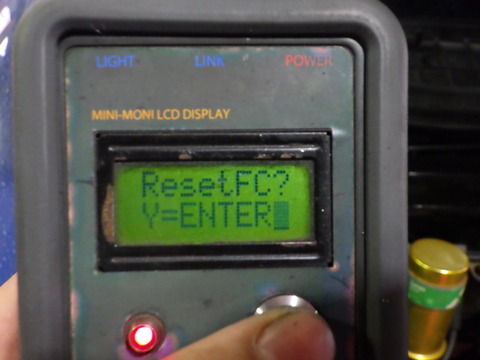 LIGHT LINK POWER
MINI-MONI LCD DISPLAY
ResetFC?
Y=ENTER